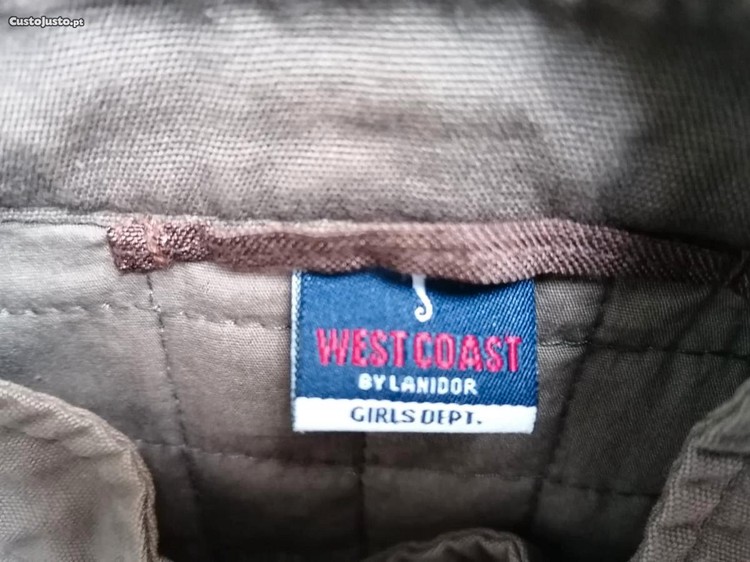 CustoJusto.pt
WEST COAST
BY LANIDOR
GIRLS DEPT.